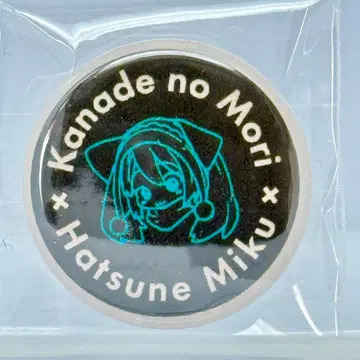 Kanade no Mori
× Hatsune Miku ×